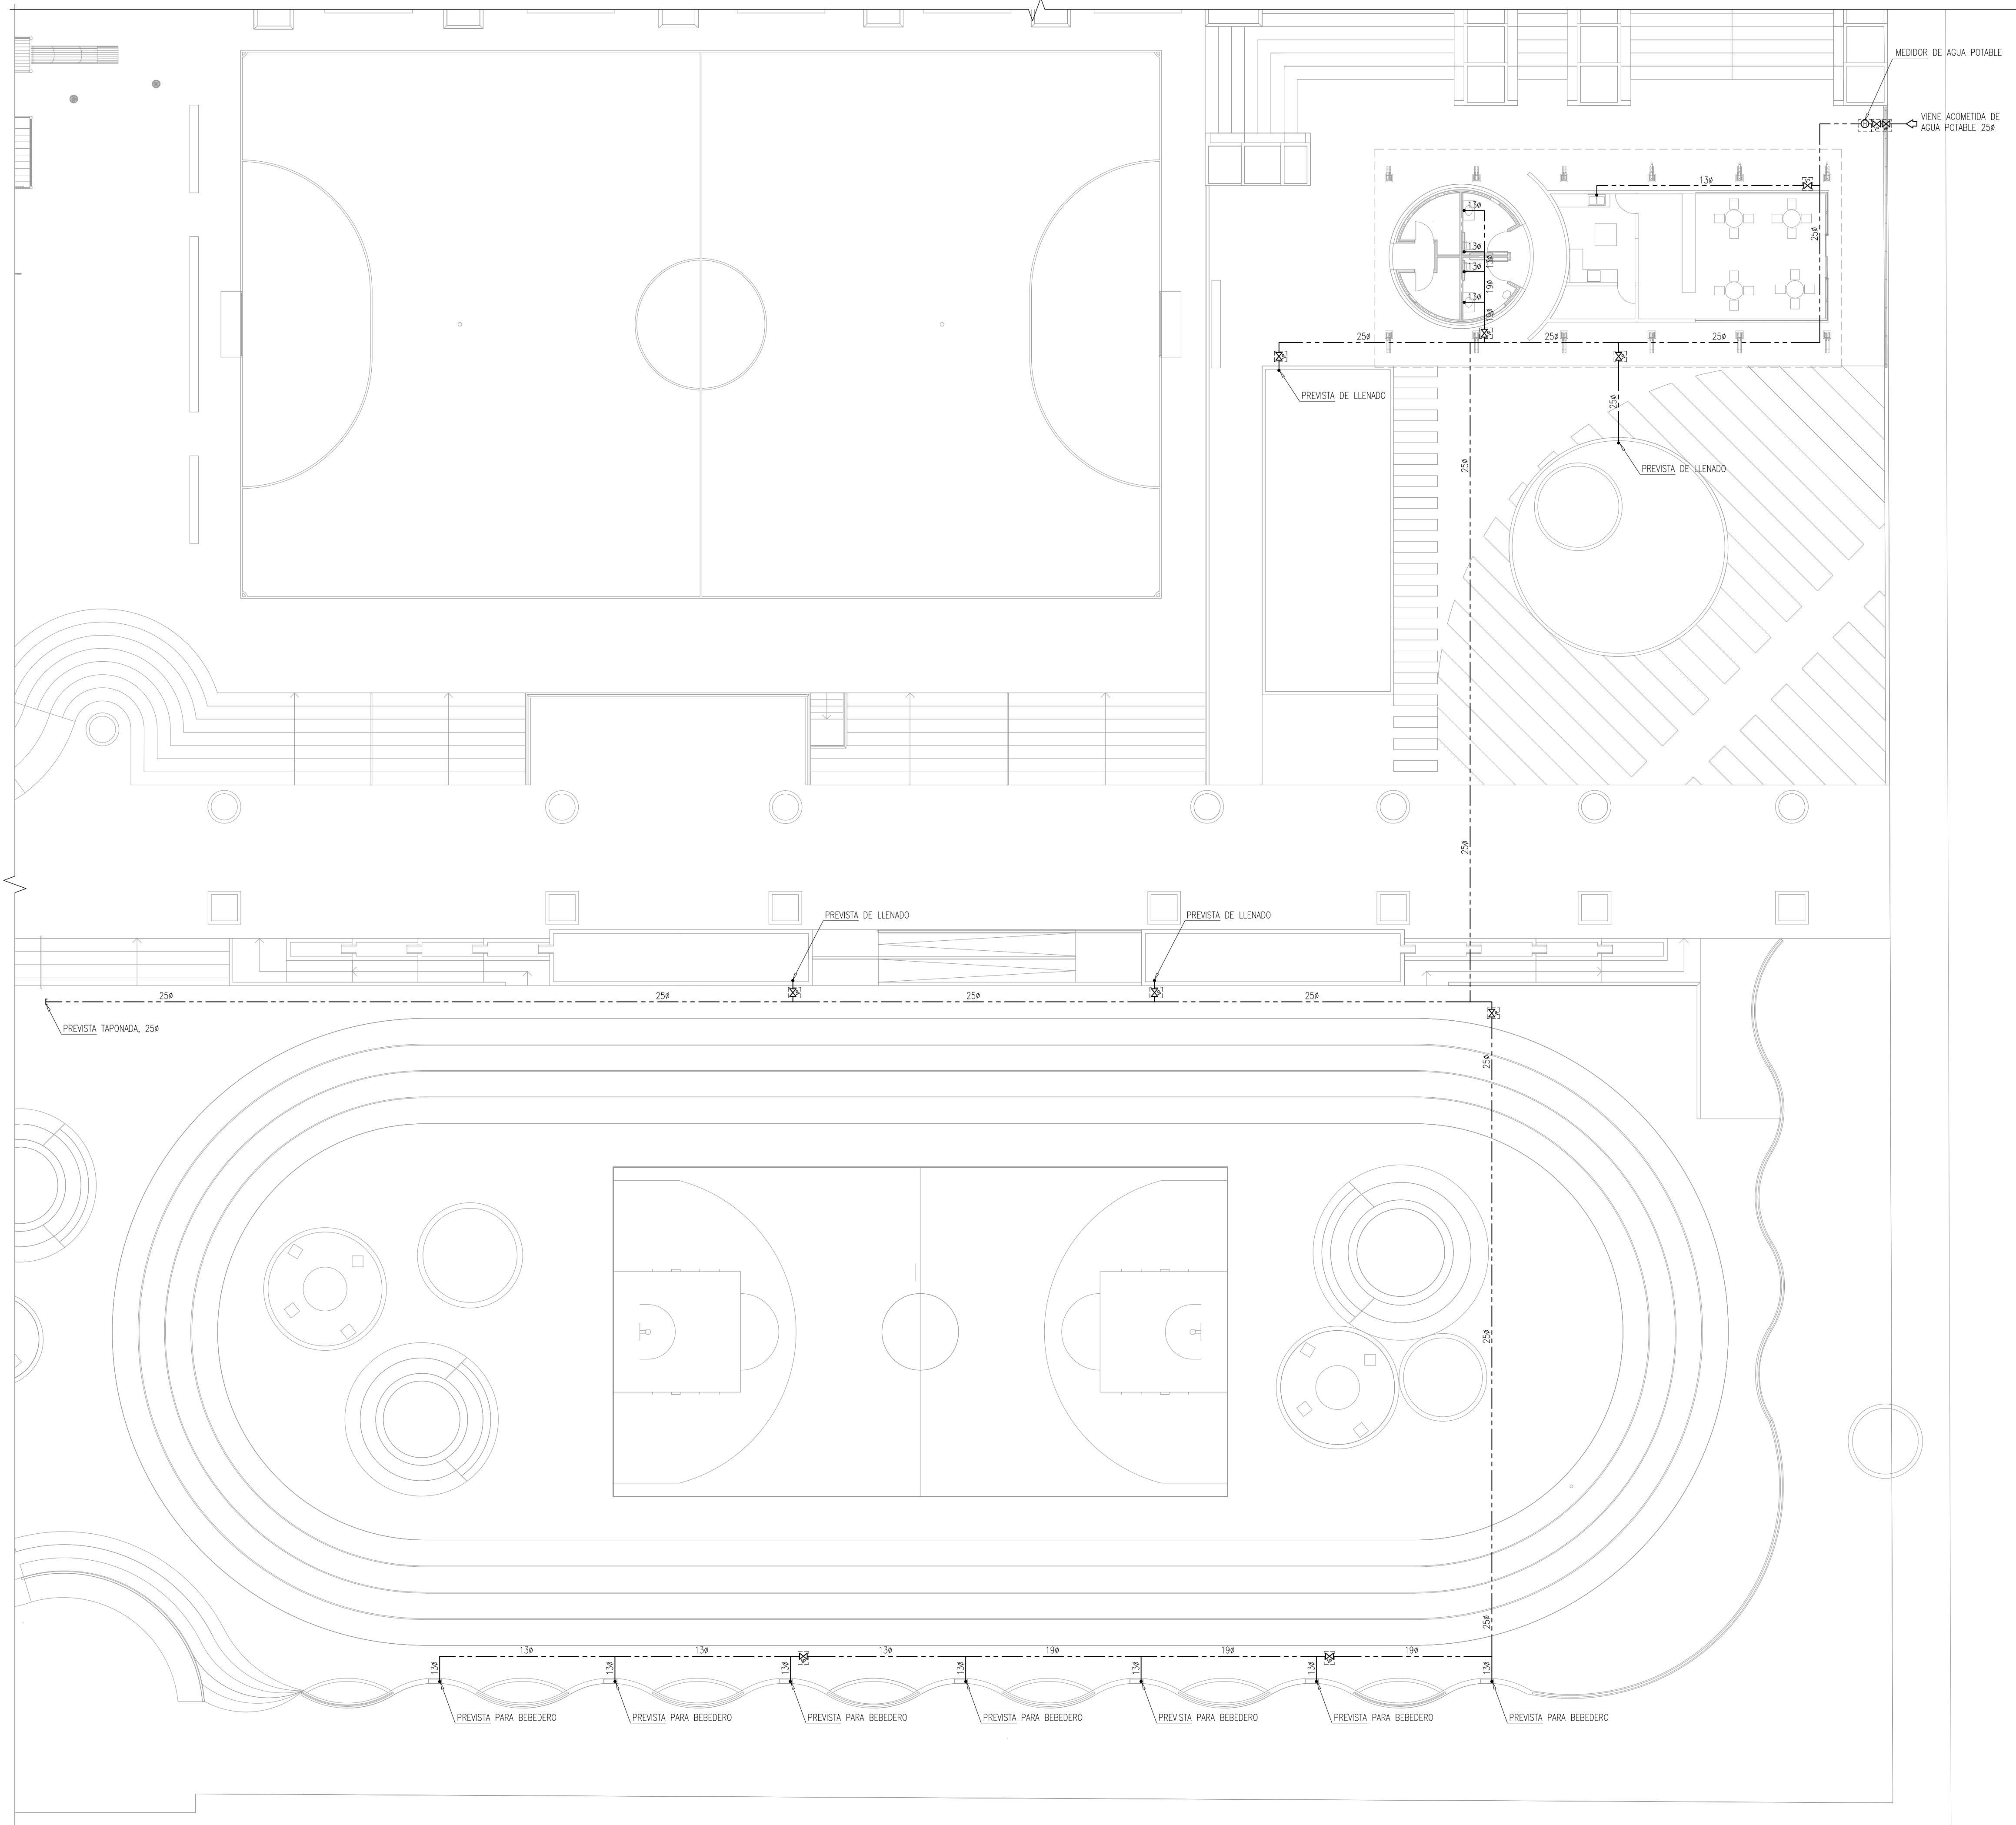 MEDIDOR DE AGUA POTABLE
VIENE ACOMETIDA DE
AGUA POTABLE 25ø
13ø
25ø
13ø
13ø
13ø
13ø
13ø
19ø
19ø
25ø
25ø
25ø
PREVISTA DE LLENADO
25ø
PREVISTA DE LLENADO
25ø
25ø
PREVISTA DE LLENADO
PREVISTA DE LLENADO
25ø
25ø
25ø
25ø
PREVISTA TAPONADA, 25ø
25ø
25ø
25ø
13ø
13ø
13ø
19ø
19ø
19ø
13ø
13ø
13ø
13ø
13ø
13ø
13ø
PREVISTA PARA BEBEDERO
PREVISTA PARA BEBEDERO
PREVISTA PARA BEBEDERO
PREVISTA PARA BEBEDERO
PREVISTA PARA BEBEDERO
PREVISTA PARA BEBEDERO
PREVISTA PARA BEBEDERO